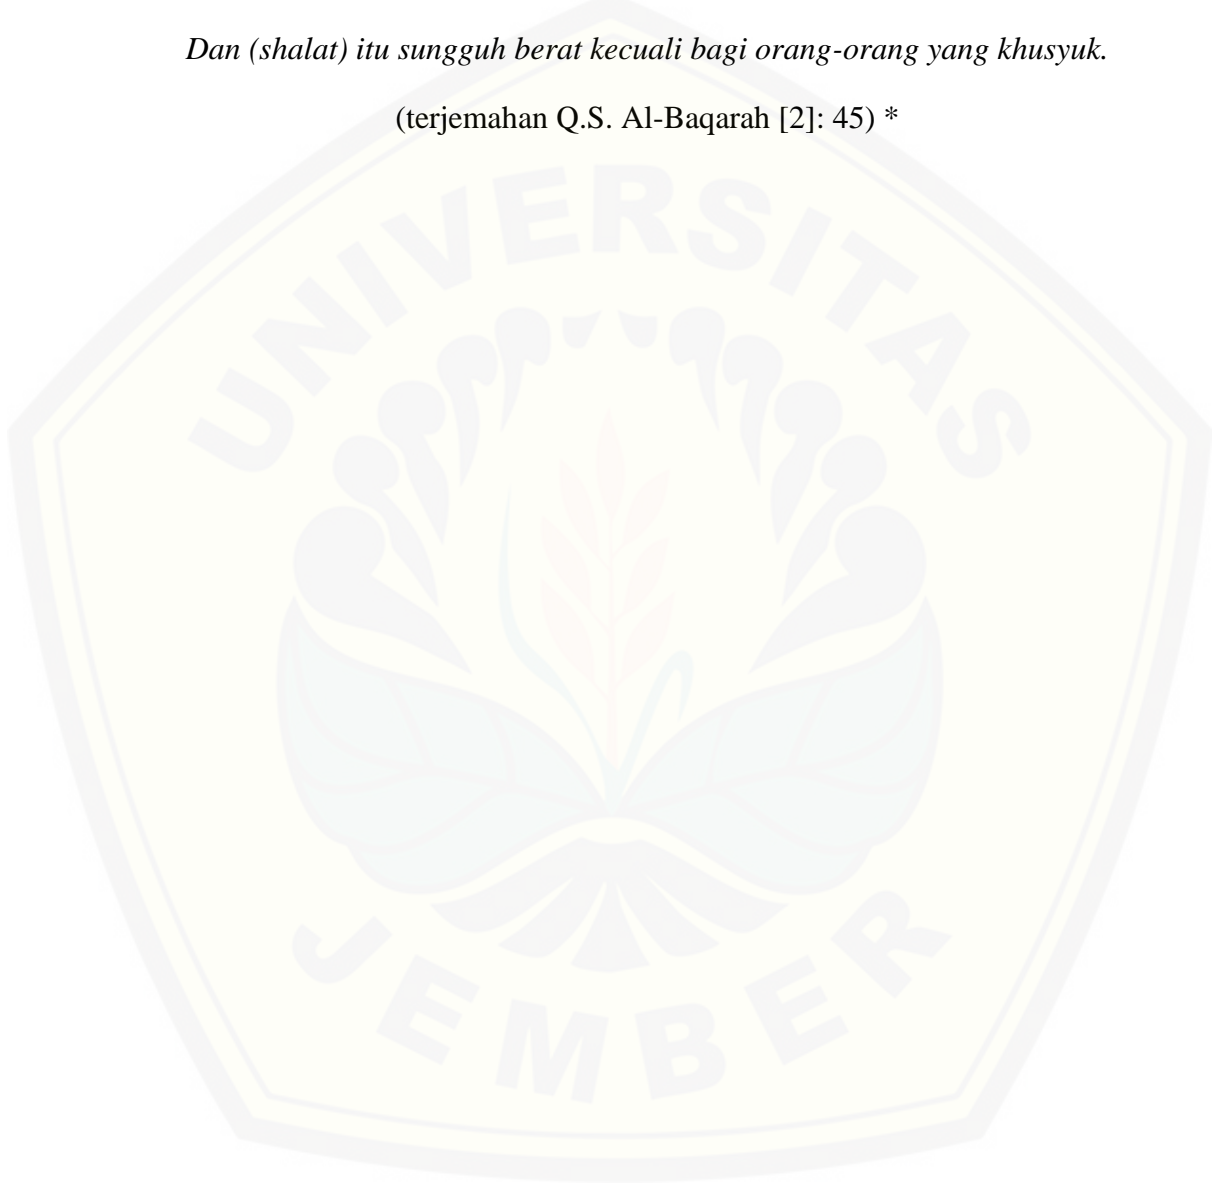 Dan (shalat) itu sungguh berat kecuali bagi orang-orang yang khusyuk.
(terjemahan Q.S. Al-Baqarah [2]: 45) *
UNIVERSITAS
JEMBER